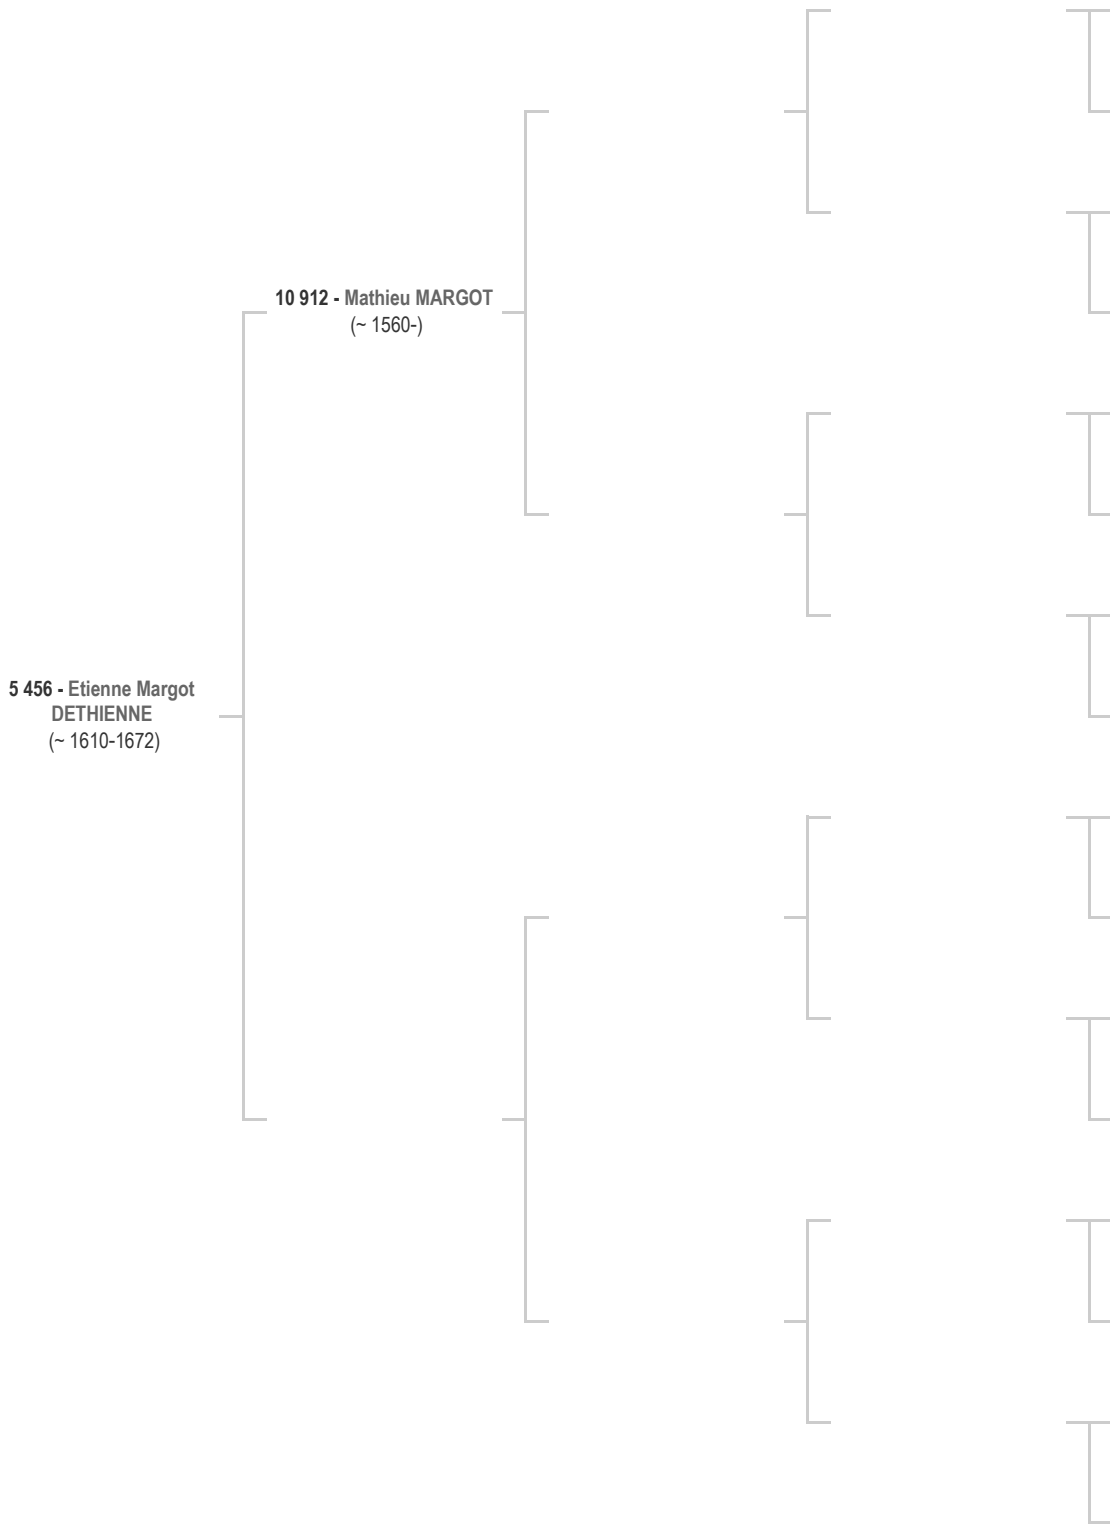 10 912 - Mathieu MARGOT
(~ 1560-)
5 456 - Etienne Margot
DETHIENNE
(~ 1610-1672)